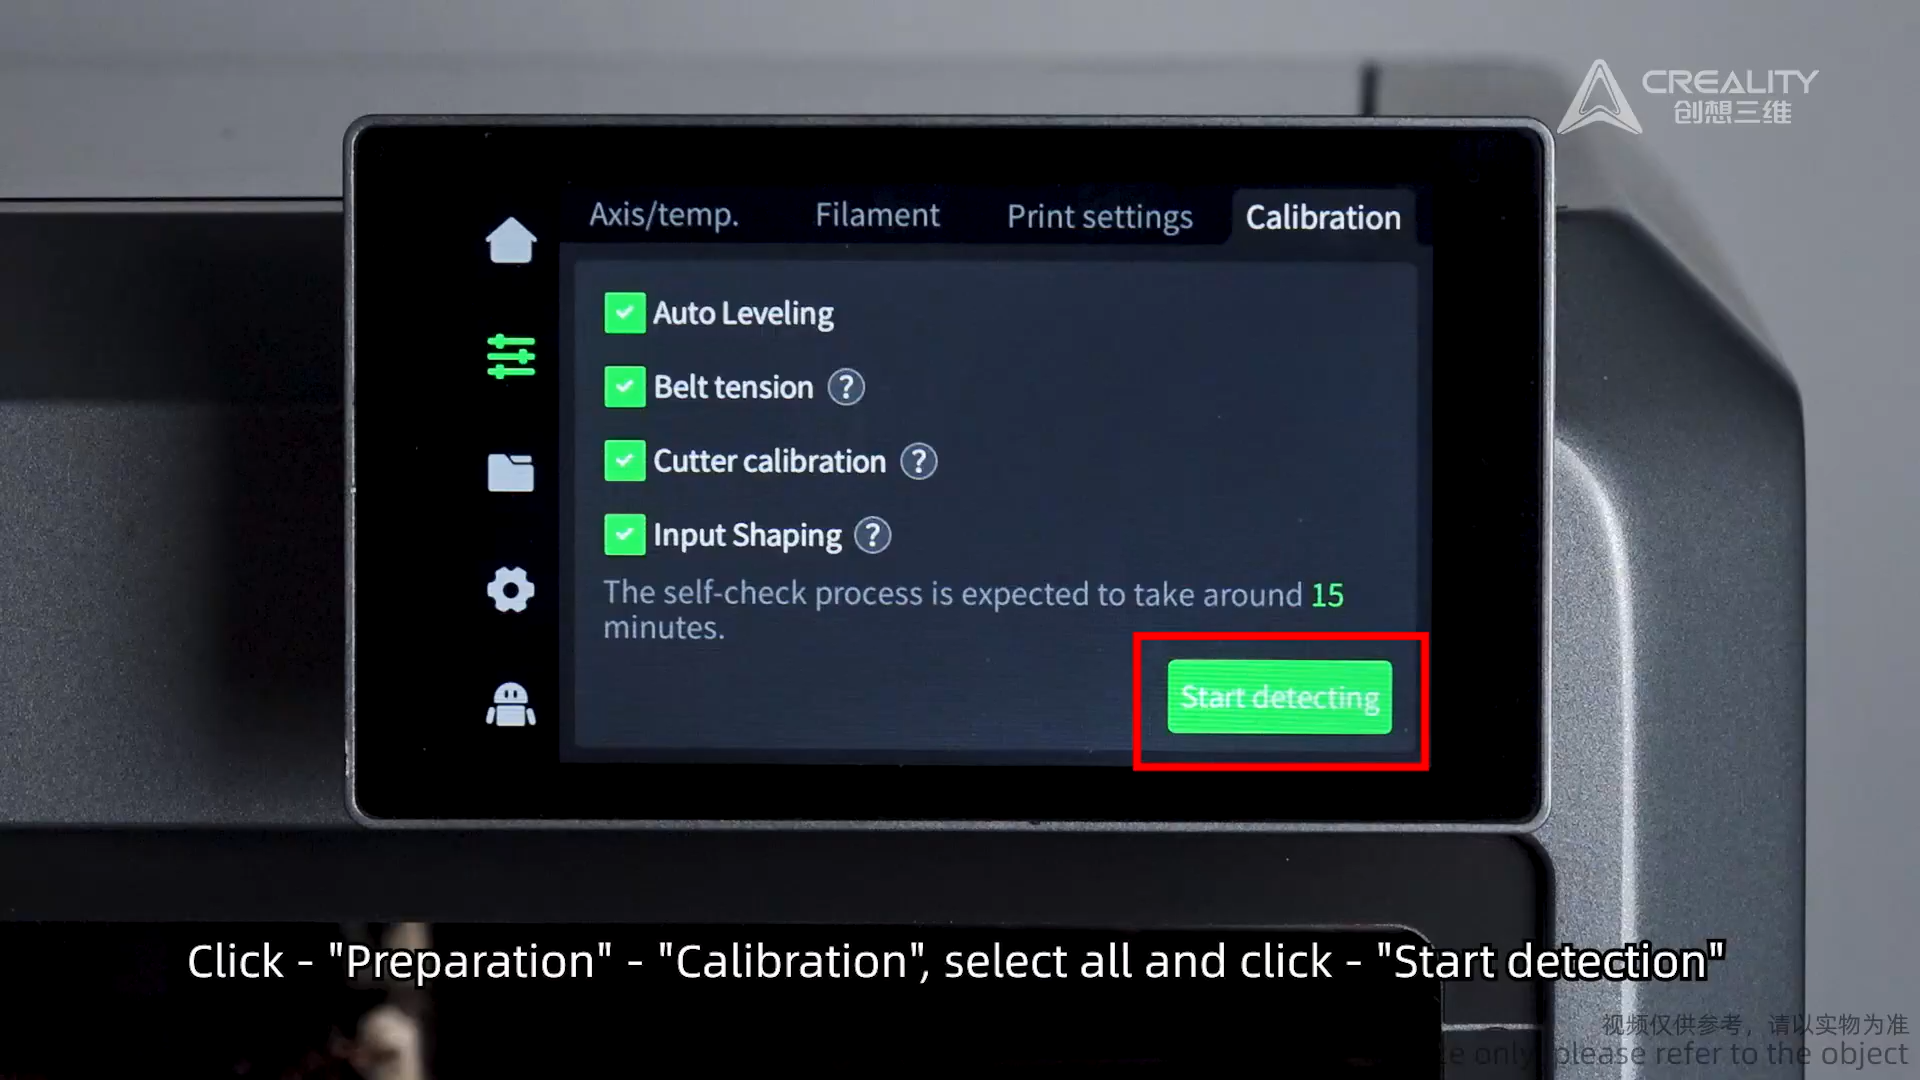 CREALITY
创想三维
Axis/temp.
Filament
Print settings
Calibration
Auto Leveling
Belt tension ?
Cutter calibration ?
Input Shaping ?
The self-check process is expected to take around 15
minutes.
Start detecting
Click - "Preparation" - "Calibration", select all and click - "Start detection"
视频仅供参考，请以实物为准
only, please refer to the object